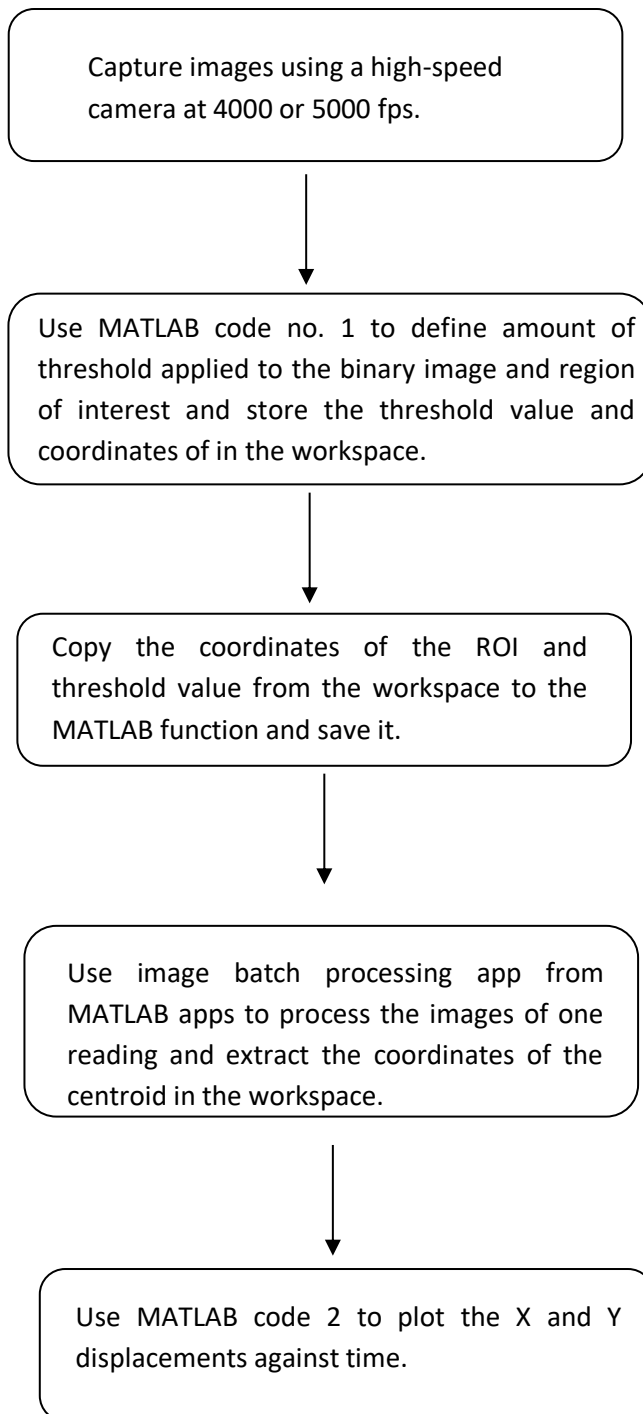 Capture images using a high-speed
camera at 4000 or 5000 fps.
Use MATLAB code no. 1 to define amount of
threshold applied to the binary image and region
of interest and store the threshold value and
coordinates of in the workspace.
Copy the coordinates of the ROI and
threshold value from the workspace to the
MATLAB function and save it.
Use image batch processing app from
MATLAB apps to process the images of one
reading and extract the coordinates of the
centroid in the workspace.
Use MATLAB code 2 to plot the X and Y
displacements against time.